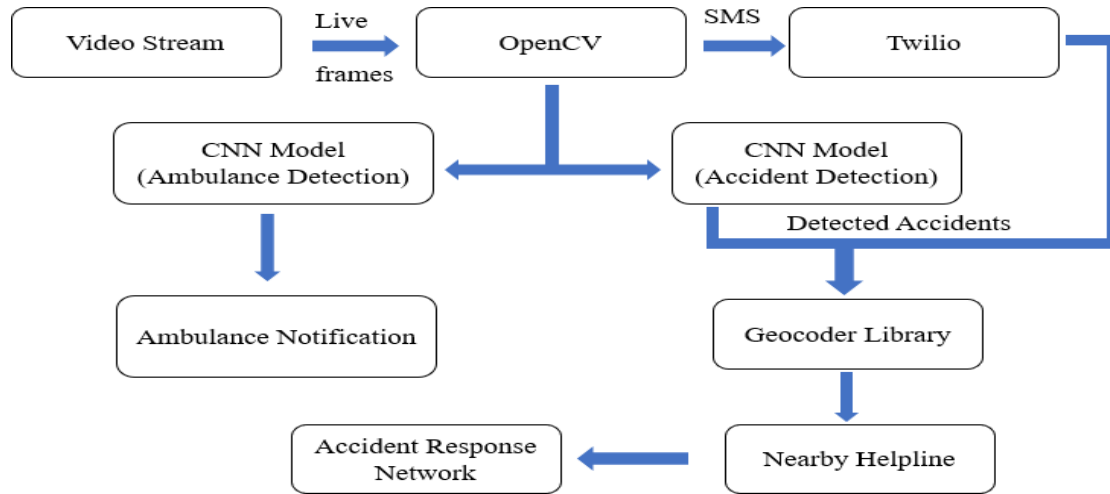 Video Stream
Live
frames
OpenCV
SMS
Twilio
CNN Model
(Ambulance Detection)
CNN Model
(Accident Detection)
Detected Accidents
Ambulance Notification
Geocoder Library
Accident Response
Network
Nearby Helpline